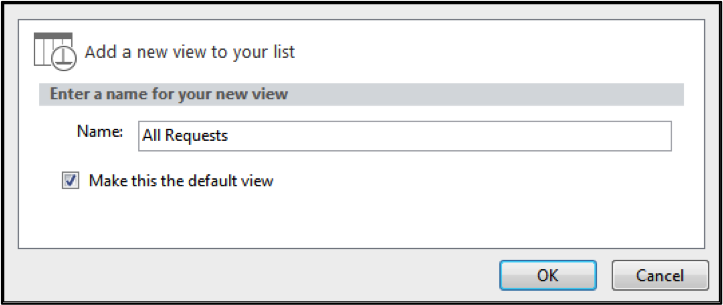 Add a new view to your list
Enter a name for your new view
Name: All Requests
Make this the default view
OK Cancel